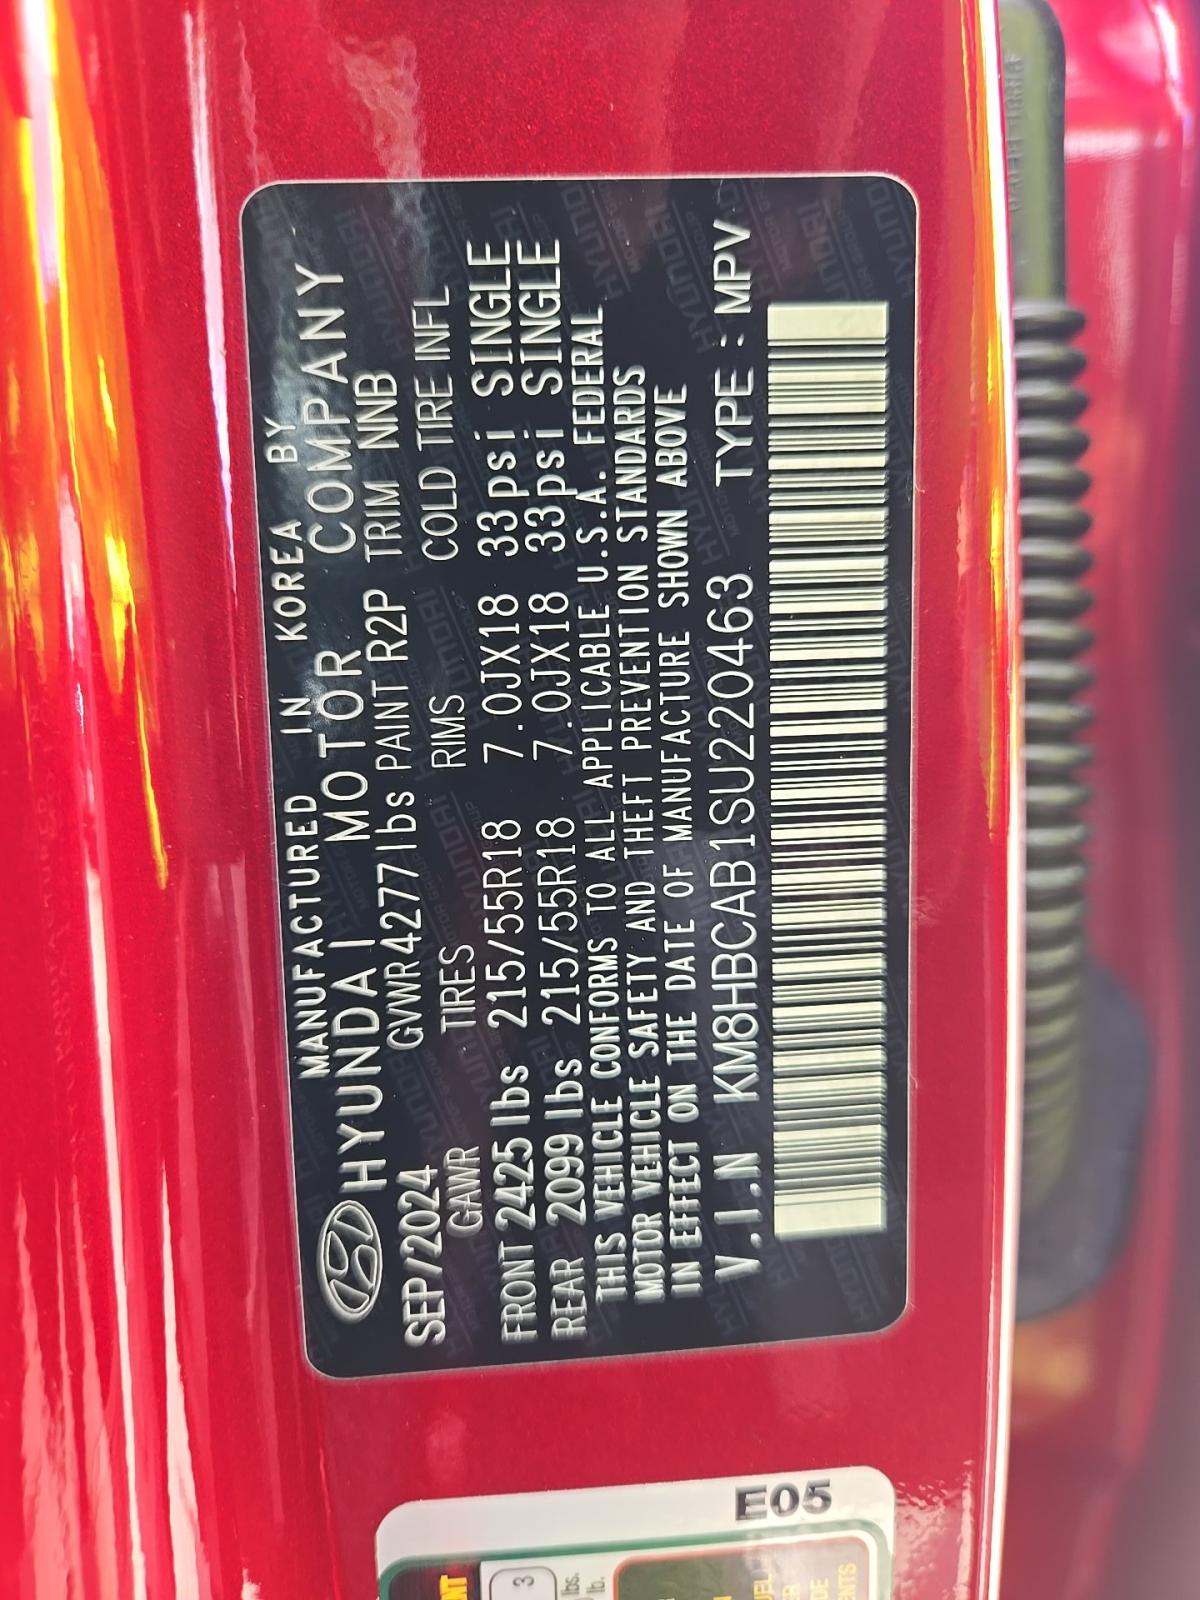 MANUFACTURED IN KOREA BY
HYUNDAI MOTOR COMPANY
SEP/2024 GVWR 4277lbs PAINT R2P TRIM NNB
GAWR TIRES RIMS COLD TIRE INFL
FRONT 2425 lbs 215/55R18 7.0JX18 33psi SINGLE
REAR 2099 lbs 215/55R18 7.0JX18 33psi SINGLE
THIS VEHICLE CONFORMS TO ALL APPLICABLE U.S.A. FEDERAL
MOTOR VEHICLE SAFETY AND THEFT PREVENTION STANDARDS
IN EFFECT ON THE DATE OF MANUFACTURE SHOWN ABOVE
V.I.N KM8HBCAB1SU220463 TYPE : MPV
E05
3
lbs.
lb.